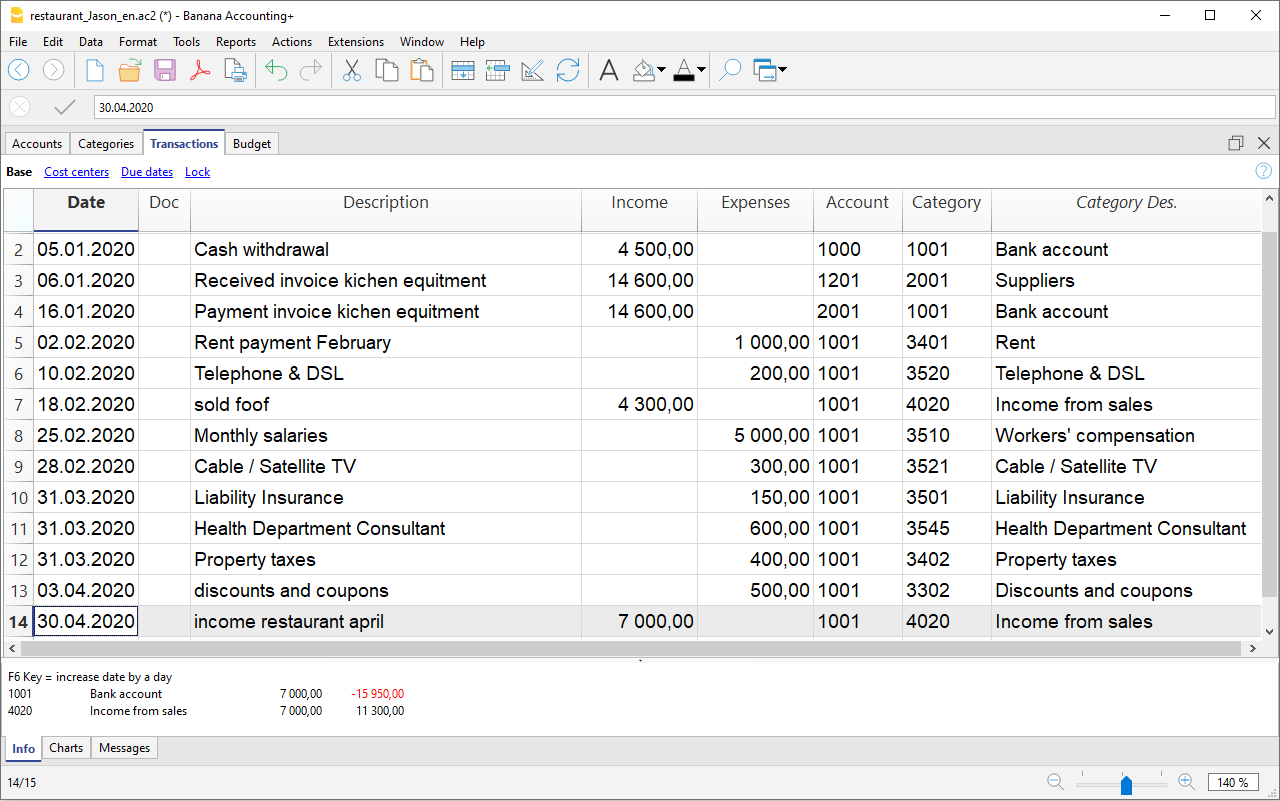 restaurant_Jason_en.ac2 (*) - Banana Accounting+
File Edit Data Format Tools Reports Actions Extensions Window Help
30.04.2020
Accounts Categories Transactions Budget
Base Cost centers Due dates Lock
Date Doc Description Income Expenses Account Category Category Des.
2 05.01.2020 Cash withdrawal 4 500,00 1000 1001 Bank account
3 06.01.2020 Received invoice kichen equitment 14 600,00 1201 2001 Suppliers
4 16.01.2020 Payment invoice kichen equitment 14 600,00 2001 1001 Bank account
5 02.02.2020 Rent payment February 1 000,00 1001 3401 Rent
6 10.02.2020 Telephone & DSL 200,00 1001 3520 Telephone & DSL
7 18.02.2020 sold foof 4 300,00 1001 4020 Income from sales
8 25.02.2020 Monthly salaries 5 000,00 1001 3510 Workers' compensation
9 28.02.2020 Cable / Satellite TV 300,00 1001 3521 Cable / Satellite TV
10 31.03.2020 Liability Insurance 150,00 1001 3501 Liability Insurance
11 31.03.2020 Health Department Consultant 600,00 1001 3545 Health Department Consultant
12 31.03.2020 Property taxes 400,00 1001 3402 Property taxes
13 03.04.2020 discounts and coupons 500,00 1001 3302 Discounts and coupons
14 30.04.2020 income restaurant april 7 000,00 1001 4020 Income from sales
F6 Key = increase date by a day
1001 Bank account 7 000,00 -15 950,00
4020 Income from sales 7 000,00 11 300,00
Info Charts Messages
14/15 140 %